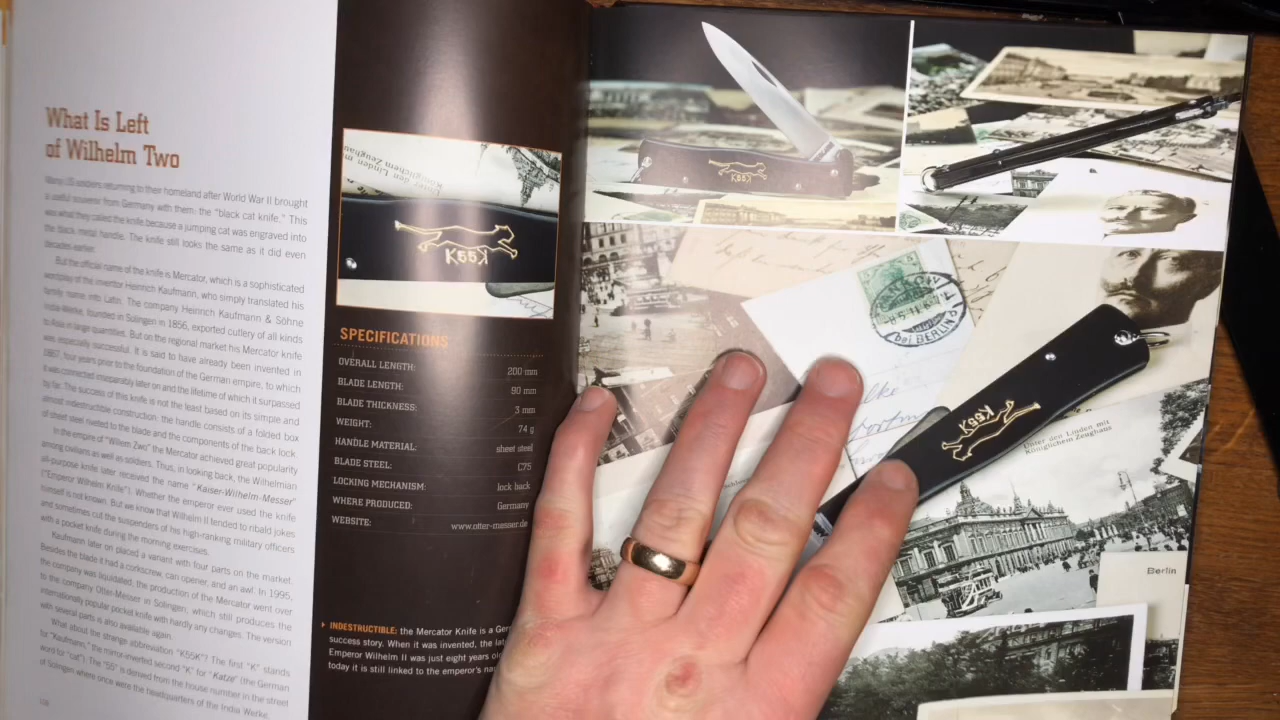 What Is Left
of Wilhelm Two
Many US soldiers returning to their homeland after World War II brought
a useful souvenir from Germany with them: the "black cat knife." This
was what they called the knife because a jumping cat was engraved into
the black metal handle. The knife still looks the same as it did even
decades earlier.
But the official name of the knife is Mercator, which is a sophisticated
wordplay of the inventor Heinrich Kaufmann, who simply translated his
family name into Latin. The company Heinrich Kaufmann & Söhne
India-Werke, founded in Solingen in 1856, exported cutlery of all kinds
to Asia in large quantities. But on the regional market his Mercator knife
was especially successful. It is said to have already been invented in
1867, four years prior to the foundation of the German empire, to which
it was connected inseparably later on and the lifetime of which it surpassed
by far. The success of this knife is not the least based on its simple and
almost indestructible construction: the handle consists of a folded box
of sheet steel riveted to the blade and the components of the back lock.
In the empire of "Willem Zwo" the Mercator achieved great popularity
among civilians as well as soldiers. Thus, in looking back, the Wilhelmian
all-purpose knife later received the name "Kaiser-Wilhelm-Messer"
("Emperor Wilhelm Knife"). Whether the emperor ever used the knife
himself is not known. But we know that Wilhelm II tended to ribald jokes
and sometimes cut the suspenders of his high-ranking military officers
with a pocket knife during the morning exercises.
Kaufmann later on placed a variant with four parts on the market.
Besides the blade it had a corkscrew, can opener, and an awl. In 1995,
the company was liquidated; the production of the Mercator went over
to the company Otter-Messer in Solingen, which still produces the
internationally popular pocket knife with hardly any changes. The version
with several parts is also available again.
What about the strange abbreviation "K55K"? The first "K" stands
for "Kaufmann," the mirror-inverted second "K" for "Katze" (the German
word for "cat"). The "55" is derived from the house number in the street
of Solingen where once were the headquarters of the India Werke.
Unter den Linden m
Königlichem Zeughaus
K55K
SPECIFICATIONS
OVERALL LENGTH: 200 mm
BLADE LENGTH: 90 mm
BLADE THICKNESS: 3 mm
WEIGHT: 74 g
HANDLE MATERIAL: sheet steel
BLADE STEEL: C75
LOCKING MECHANISM: lock back
WHERE PRODUCED: Germany
WEBSITE: www.otter-messer.de
INDESTRUCTIBLE: the Mercator Knife is a Ger
success story. When it was invented, the lat
Emperor Wilhelm II was just eight years ol
today it is still linked to the emperor's na
K55K
bei BERLIN
K55K
Unter den Linden mit
Königlichem Zeughaus
Berlin